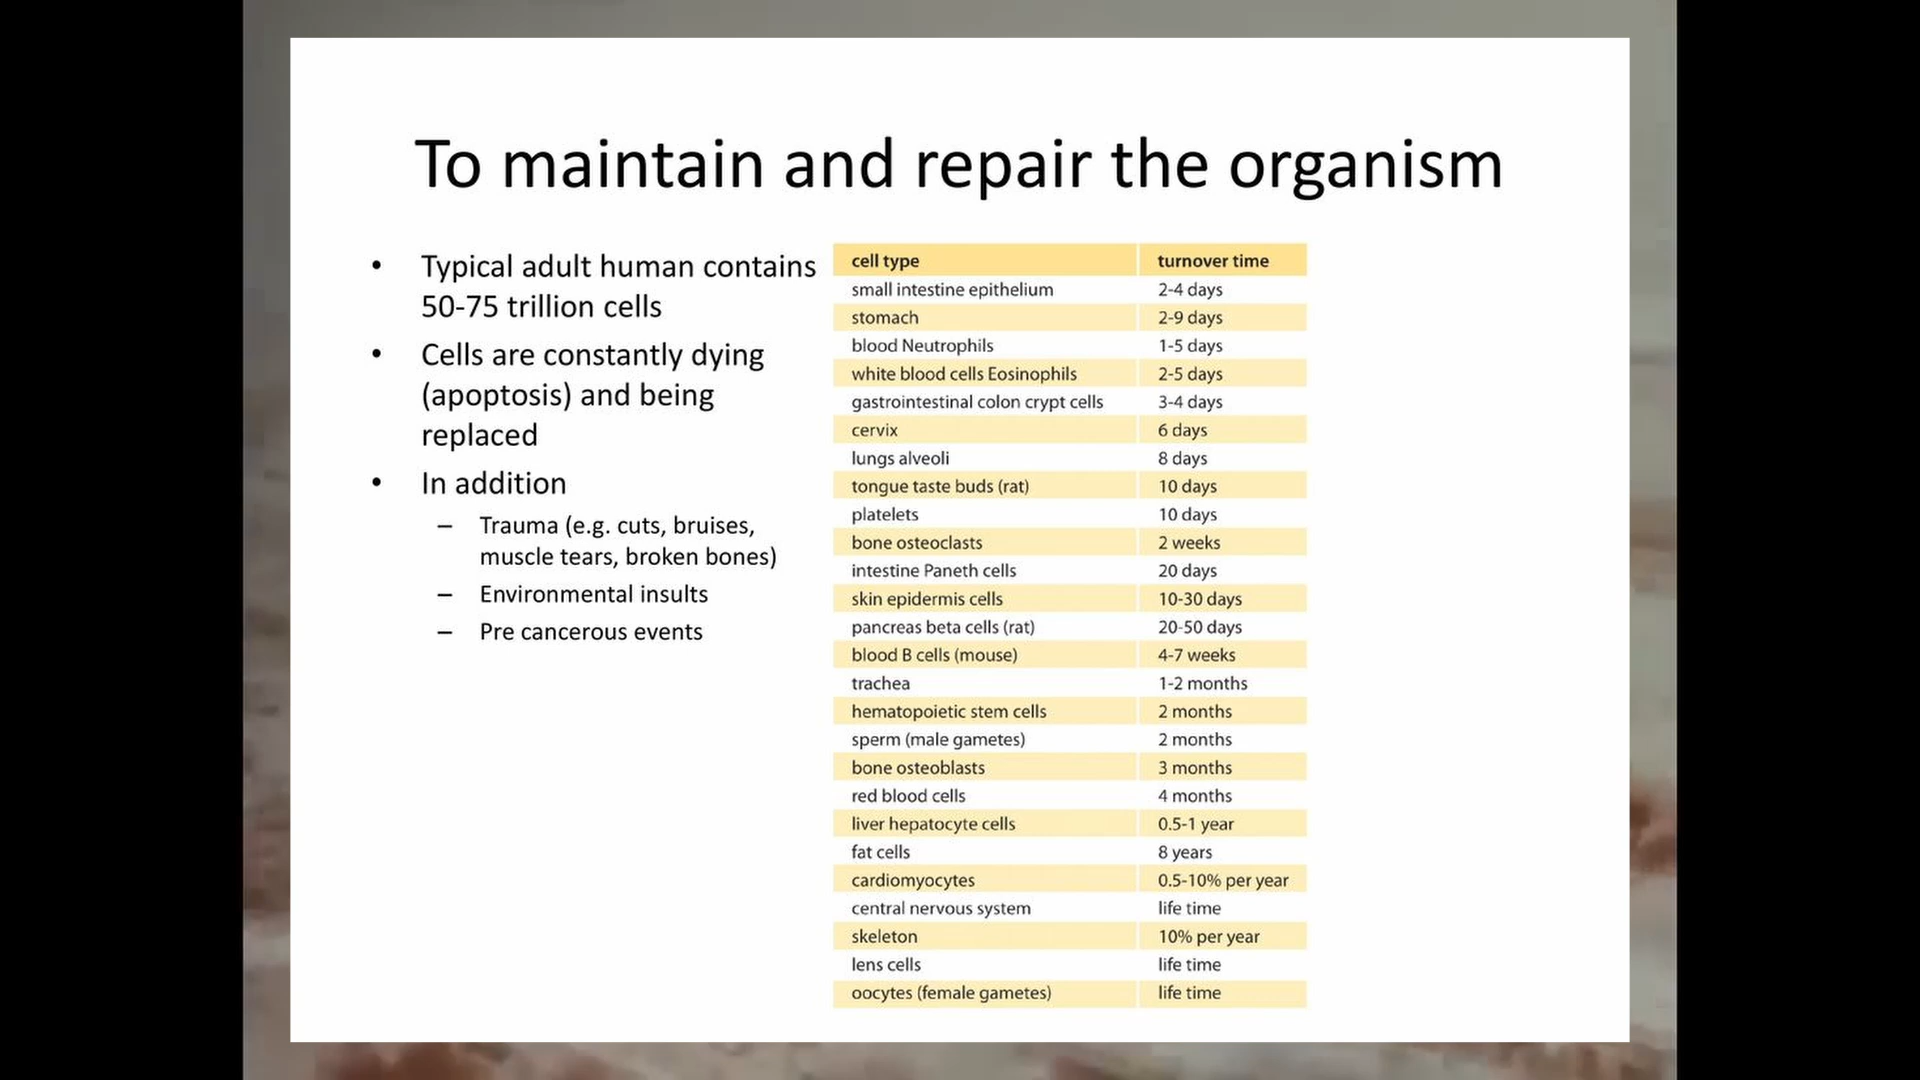 To maintain and repair the organism
• Typical adult human contains
50-75 trillion cells
• Cells are constantly dying
(apoptosis) and being
replaced
• In addition
– Trauma (e.g. cuts, bruises,
muscle tears, broken bones)
– Environmental insults
– Pre cancerous events
cell type turnover time
small intestine epithelium 2-4 days
stomach 2-9 days
blood Neutrophils 1-5 days
white blood cells Eosinophils 2-5 days
gastrointestinal colon crypt cells 3-4 days
cervix 6 days
lungs alveoli 8 days
tongue taste buds (rat) 10 days
platelets 10 days
bone osteoclasts 2 weeks
intestine Paneth cells 20 days
skin epidermis cells 10-30 days
pancreas beta cells (rat) 20-50 days
blood B cells (mouse) 4-7 weeks
trachea 1-2 months
hematopoietic stem cells 2 months
sperm (male gametes) 2 months
bone osteoblasts 3 months
red blood cells 4 months
liver hepatocyte cells 0.5-1 year
fat cells 8 years
cardiomyocytes 0.5-10% per year
central nervous system life time
skeleton 10% per year
lens cells life time
oocytes (female gametes) life time